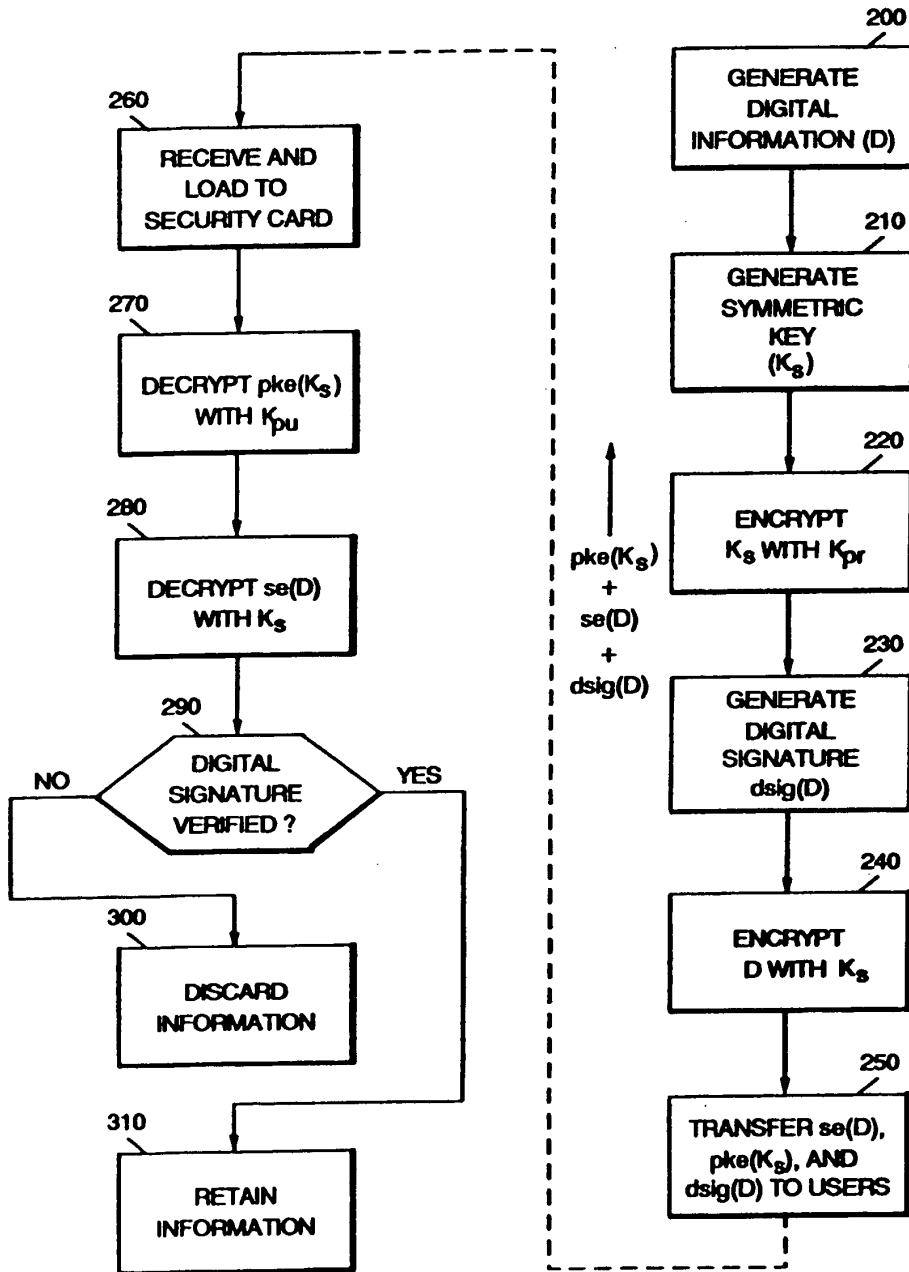 200
GENERATE
DIGITAL
INFORMATION (D)
210
GENERATE
SYMMETRIC
KEY
(Ks)
220
ENCRYPT
Ks WITH Kpr
230
GENERATE
DIGITAL
SIGNATURE
dsig(D)
240
ENCRYPT
D WITH Ks
250
TRANSFER se(D),
pke(Ks), AND
dsig(D) TO USERS
pke(Ks)
+
se(D)
+
dsig(D)
260
RECEIVE AND
LOAD TO
SECURITY CARD
270
DECRYPT pke(Ks)
WITH Kpu
280
DECRYPT se(D)
WITH Ks
290
DIGITAL
SIGNATURE
VERIFIED ?
NO
YES
300
DISCARD
INFORMATION
310
RETAIN
INFORMATION